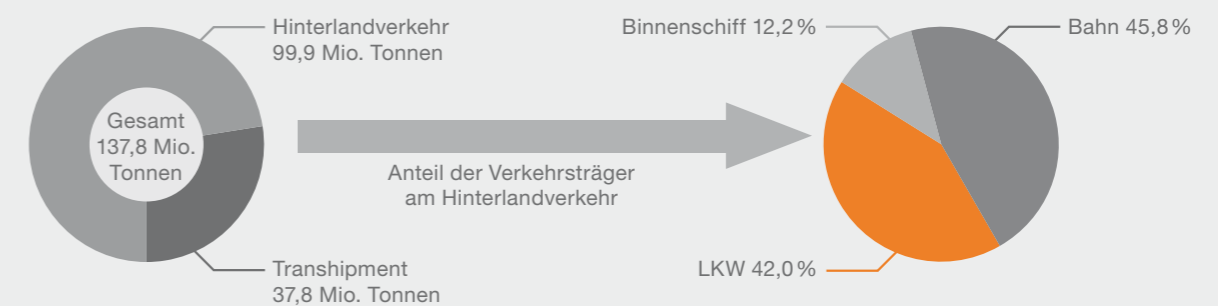 Hinterlandverkehr
99,9 Mio. Tonnen
Gesamt
137,8 Mio.
Tonnen
Transhipment
37,8 Mio. Tonnen
Anteil der Verkehrsträger
am Hinterlandverkehr
Binnenschiff 12,2 %
Bahn 45,8 %
LKW 42,0 %